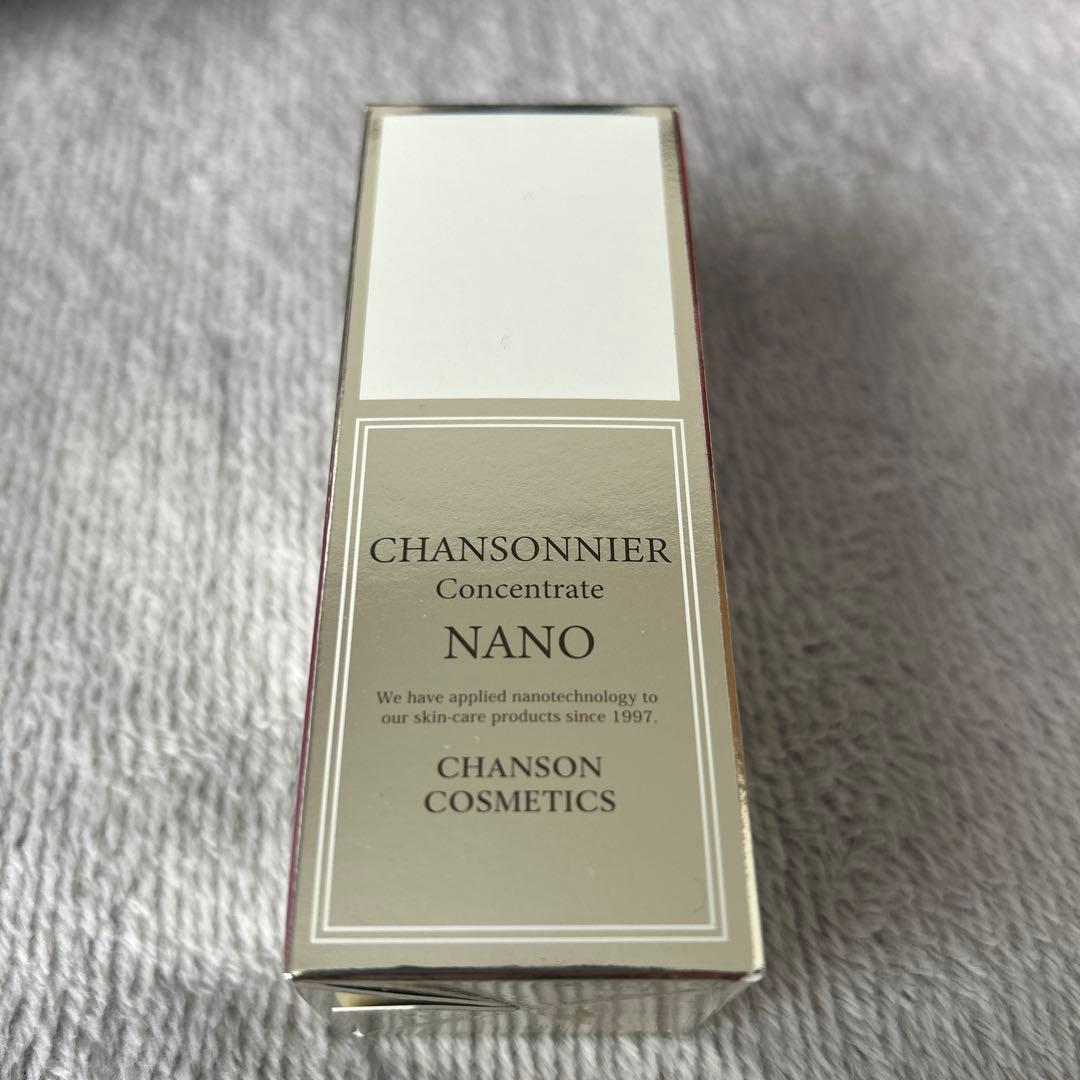 CHANSONNIER
Concentrate
NANO
We have applied nanotechnology to
our skin-care products since 1997.
CHANSON
COSMETICS